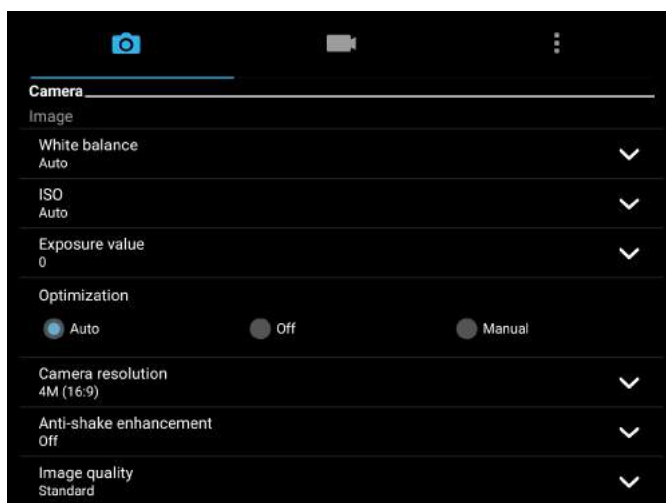 Camera
Image
White balance
Auto
ISO
Auto
Exposure value
0
Optimization
Auto Off Manual
Camera resolution
4M (16:9)
Anti-shake enhancement
Off
Image quality
Standard